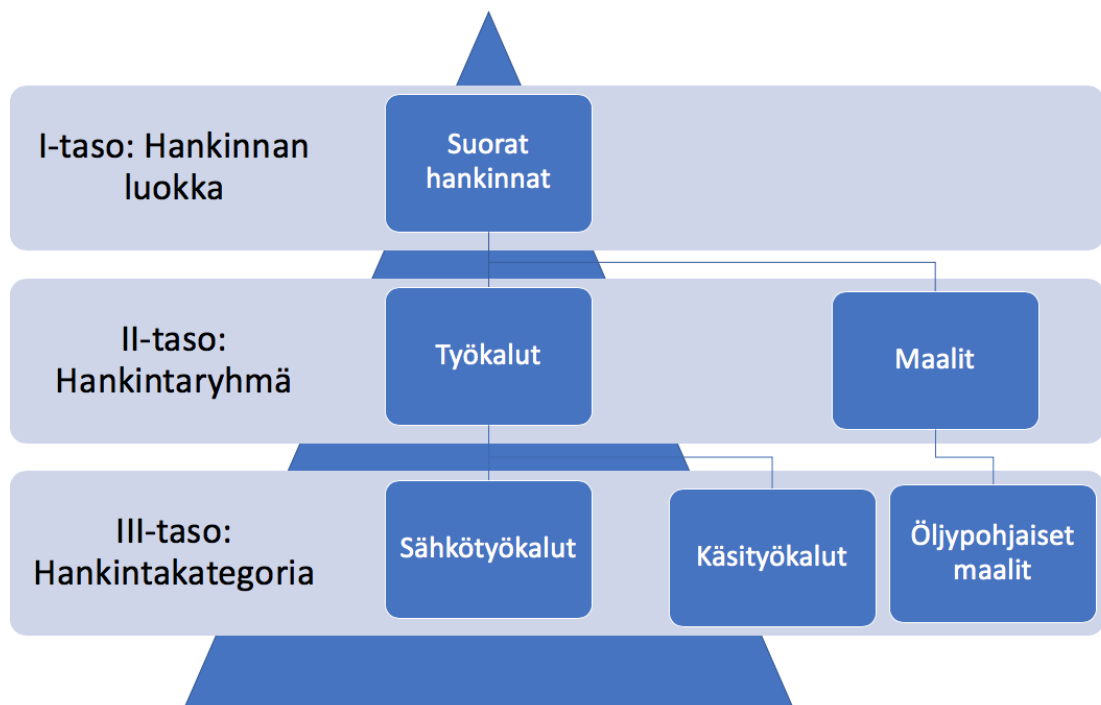 I-taso: Hankinnan
luokka
Suorat
hankinnat
II-taso:
Hankintaryhmä
Työkalut
Maalit
III-taso:
Hankintakategoria
Sähkötyökalut
Käsityökalut
Öljypohjaiset
maalit